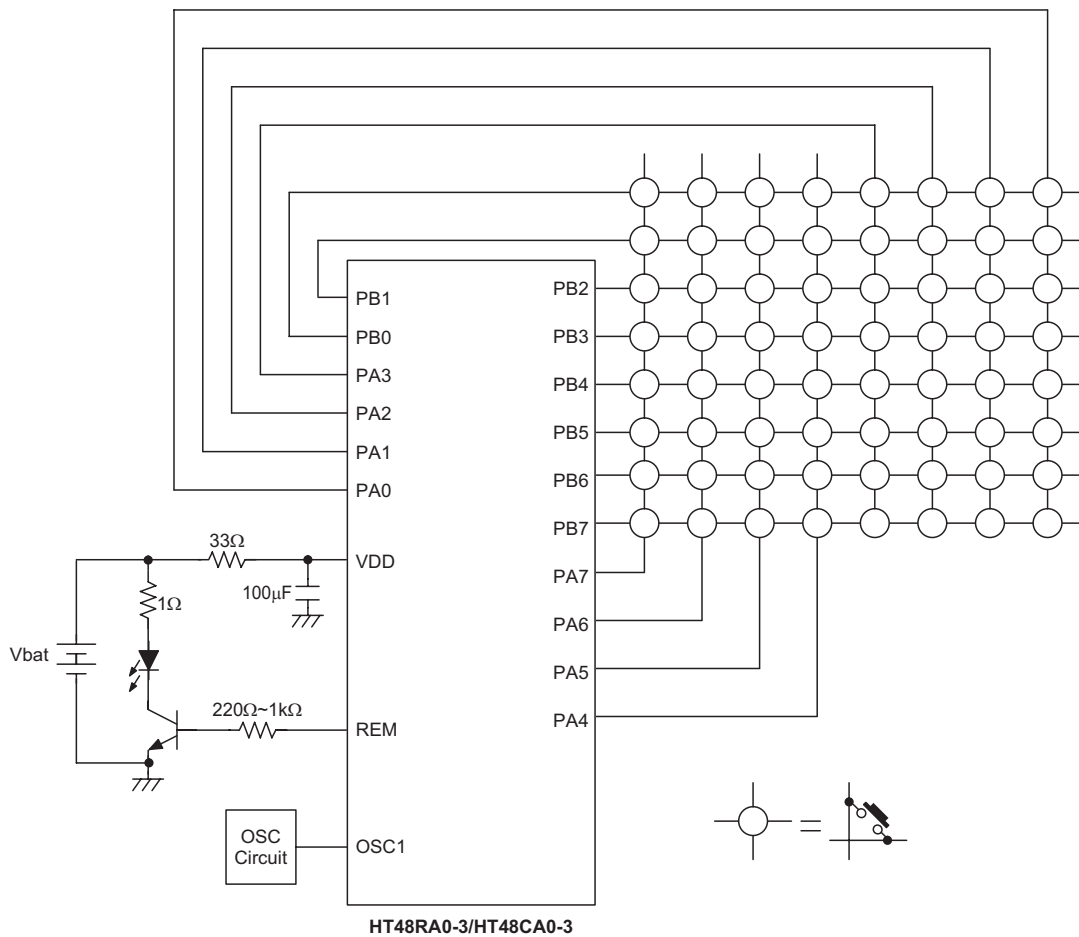 PB1
PB0
PA3
PA2
PA1
PA0
VDD
REM
OSC1
PB2
PB3
PB4
PB5
PB6
PB7
PA7
PA6
PA5
PA4
33Ω
100μF
1Ω
Vbat
220Ω~1kΩ
OSC
Circuit
HT48RA0-3/HT48CA0-3